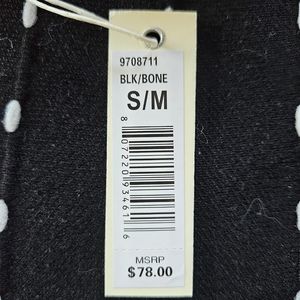 9708711
BLK/BONE
S/M
8 07220 93461 6
MSRP
$78.00